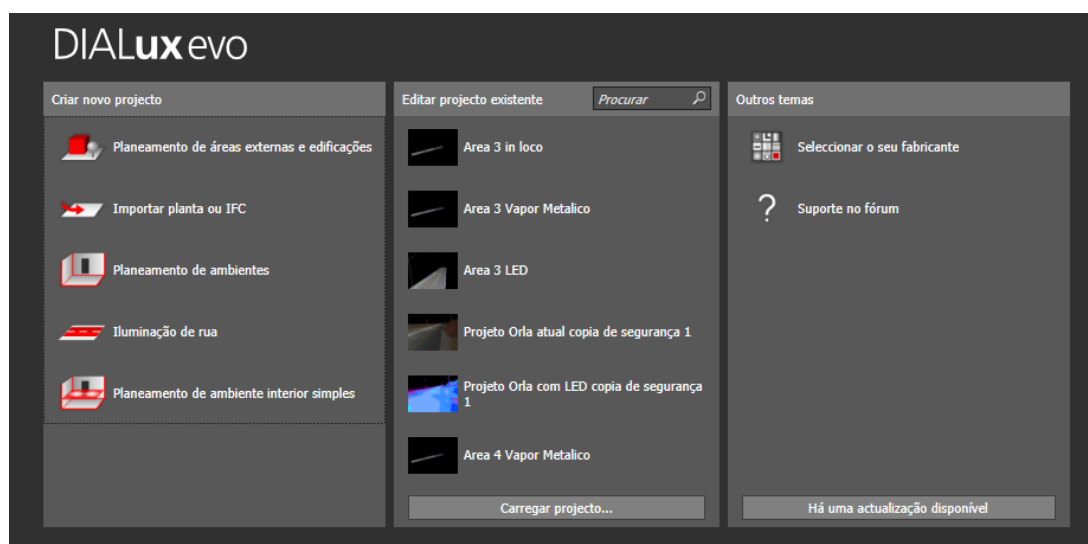 DIALux evo
Criar novo projecto
Planeamento de áreas externas e edificações
Importar planta ou IFC
Planeamento de ambientes
Iluminação de rua
Planeamento de ambiente interior simples
Editar projecto existente
Procurar
Area 3 in loco
Area 3 Vapor Metalico
Area 3 LED
Projeto Orla atual copia de segurança 1
Projeto Orla com LED copia de segurança
1
Area 4 Vapor Metalico
Carregar projecto...
Outros temas
Seleccionar o seu fabricante
? Suporte no fórum
Há uma actualização disponível